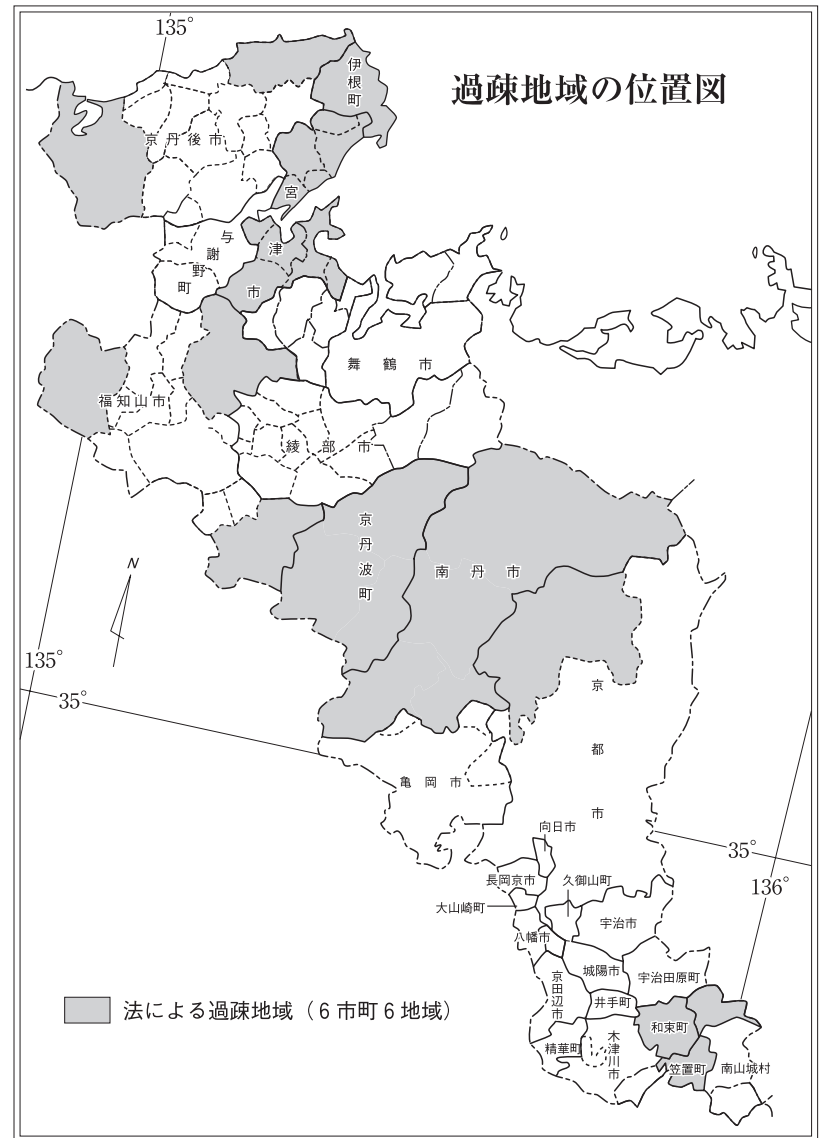 過疎地域の位置図
135°
伊根町
京丹後市
宮津市
与謝野町
舞鶴市
福知山市
綾部市
京丹波町
南丹市
N
135°
35°
京都市
亀岡市
向日市
35°
136°
長岡京市
久御山町
大山崎町
宇治市
八幡市
城陽市
宇治田原町
京田辺市
井手町
和束町
精華町
木津川市
笠置町
南山城村
法による過疎地域（6市町6地域）